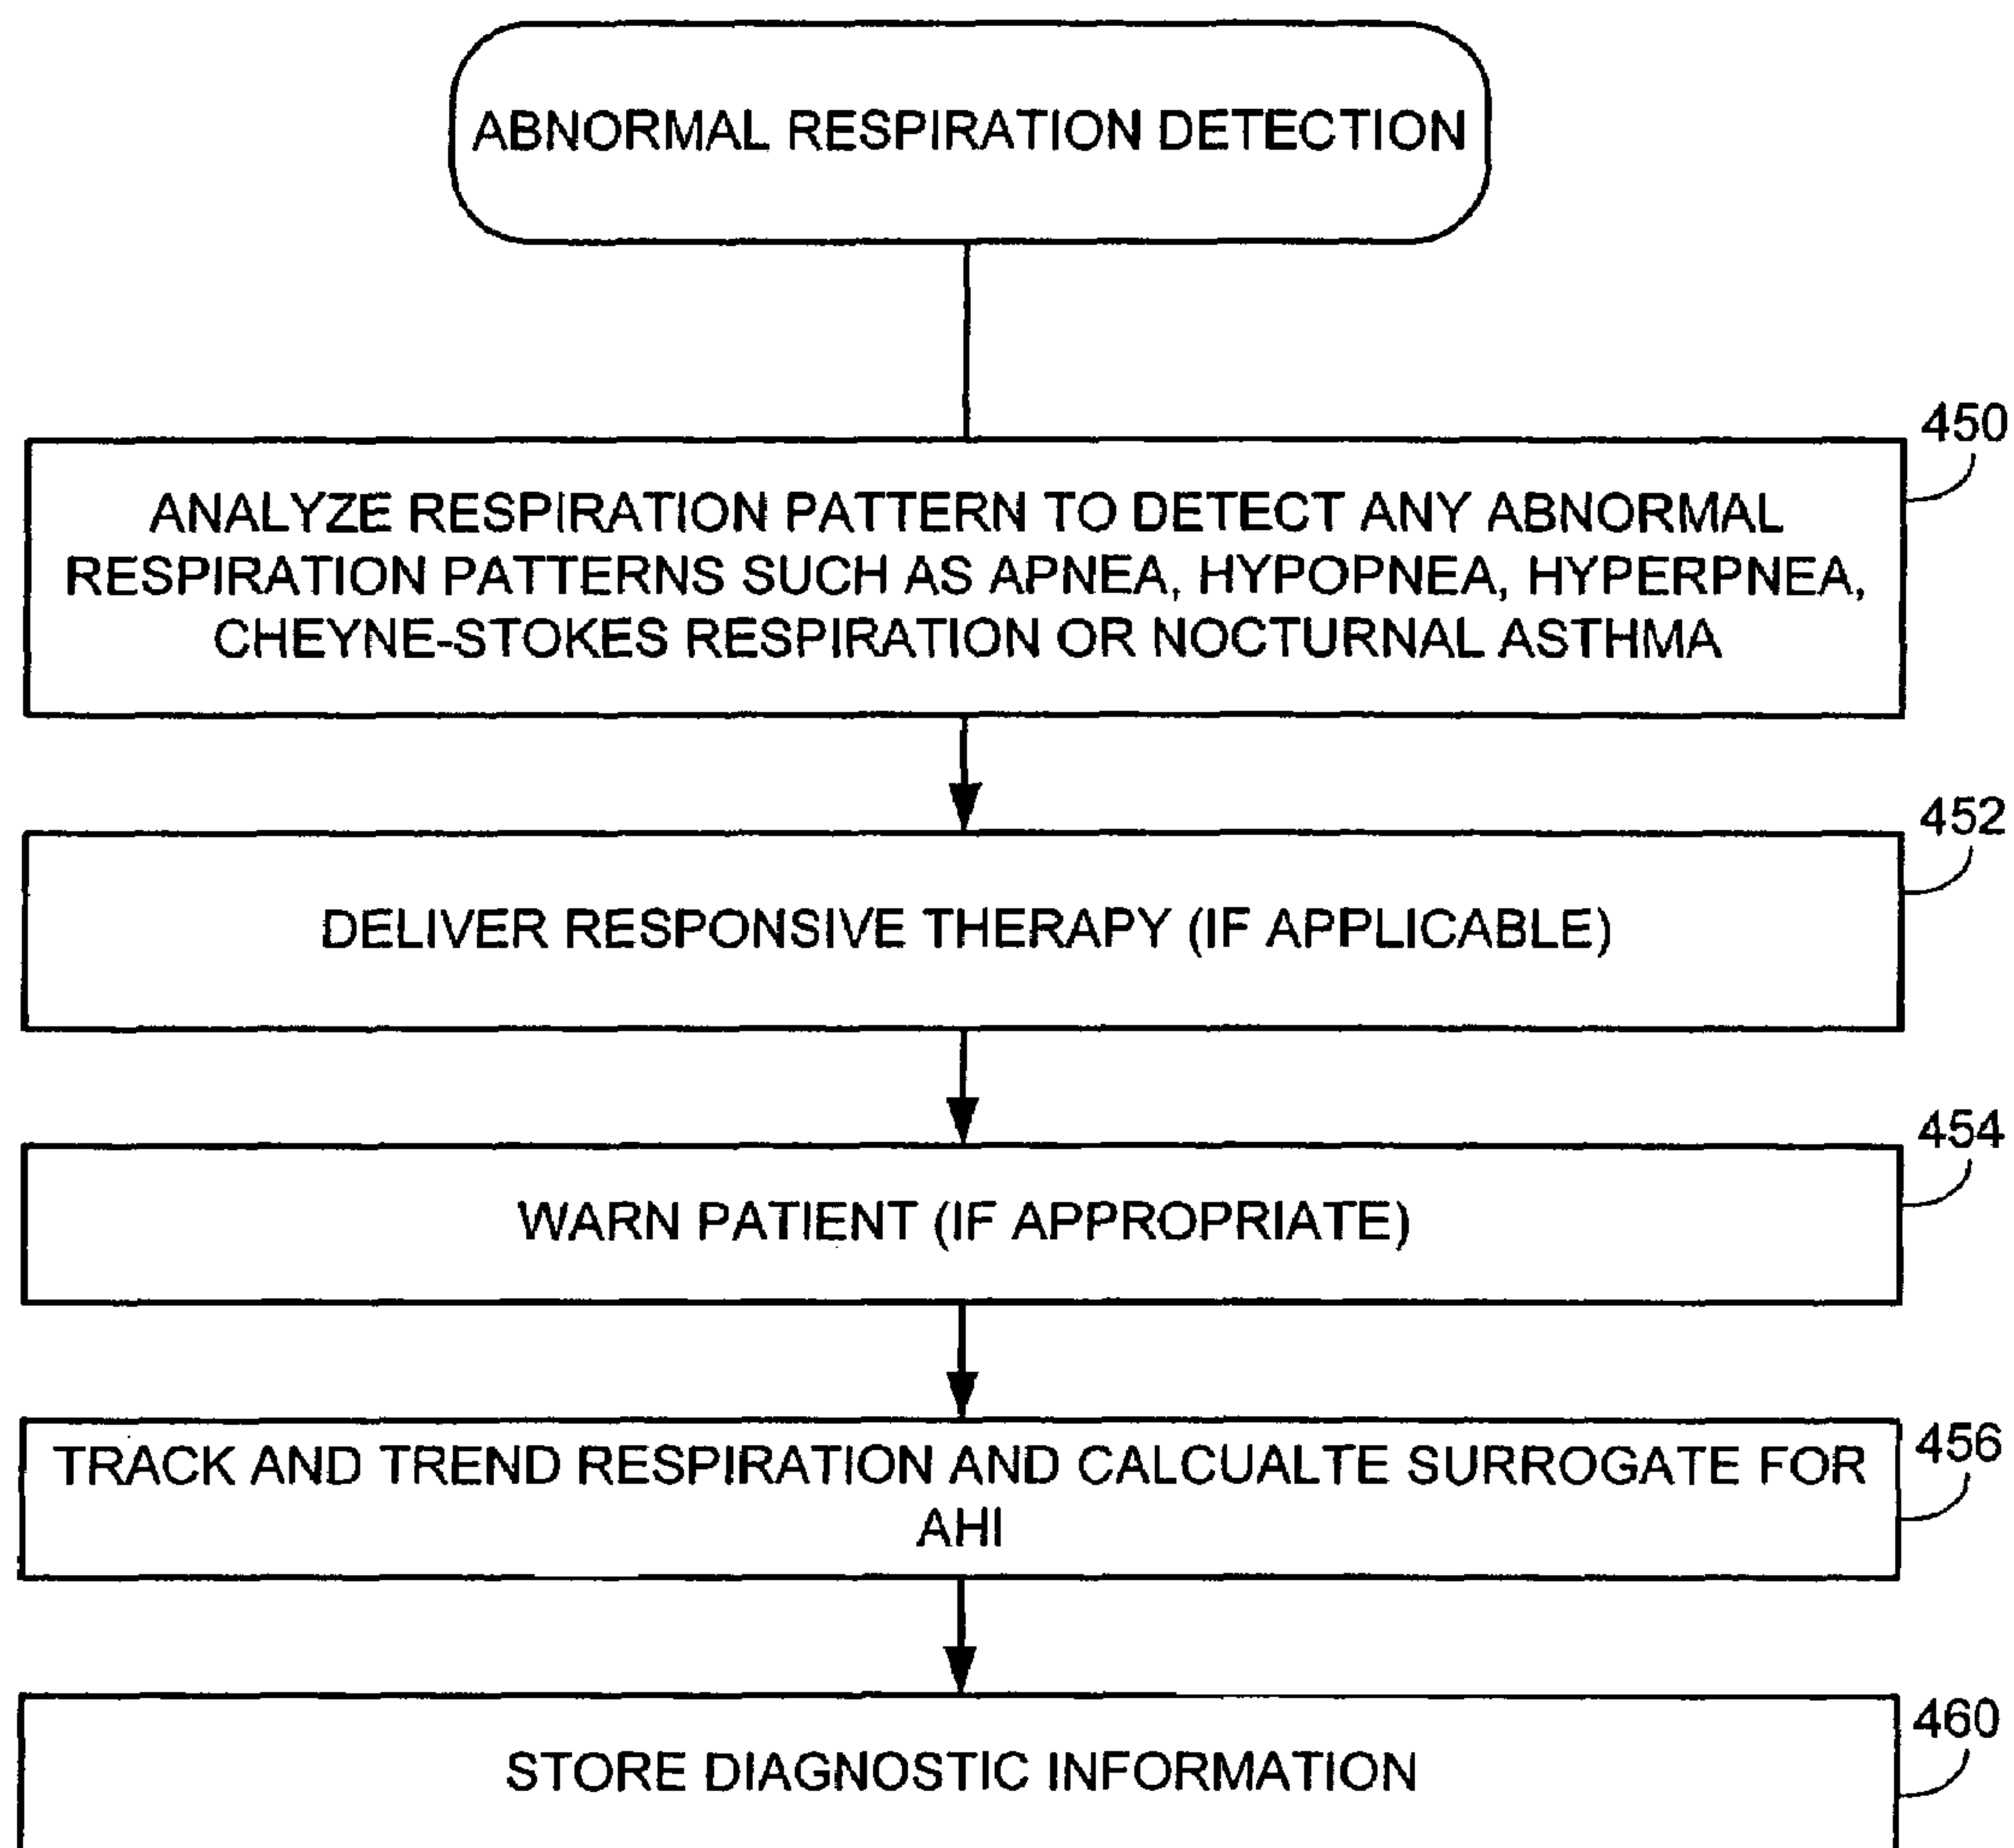 ABNORMAL RESPIRATION DETECTION
450
ANALYZE RESPIRATION PATTERN TO DETECT ANY ABNORMAL
RESPIRATION PATTERNS SUCH AS APNEA, HYPOPNEA, HYPERPNEA,
CHEYNE-STOKES RESPIRATION OR NOCTURNAL ASTHMA
452
DELIVER RESPONSIVE THERAPY (IF APPLICABLE)
454
WARN PATIENT (IF APPROPRIATE)
456
TRACK AND TREND RESPIRATION AND CALCUALTE SURROGATE FOR
AHI
460
STORE DIAGNOSTIC INFORMATION